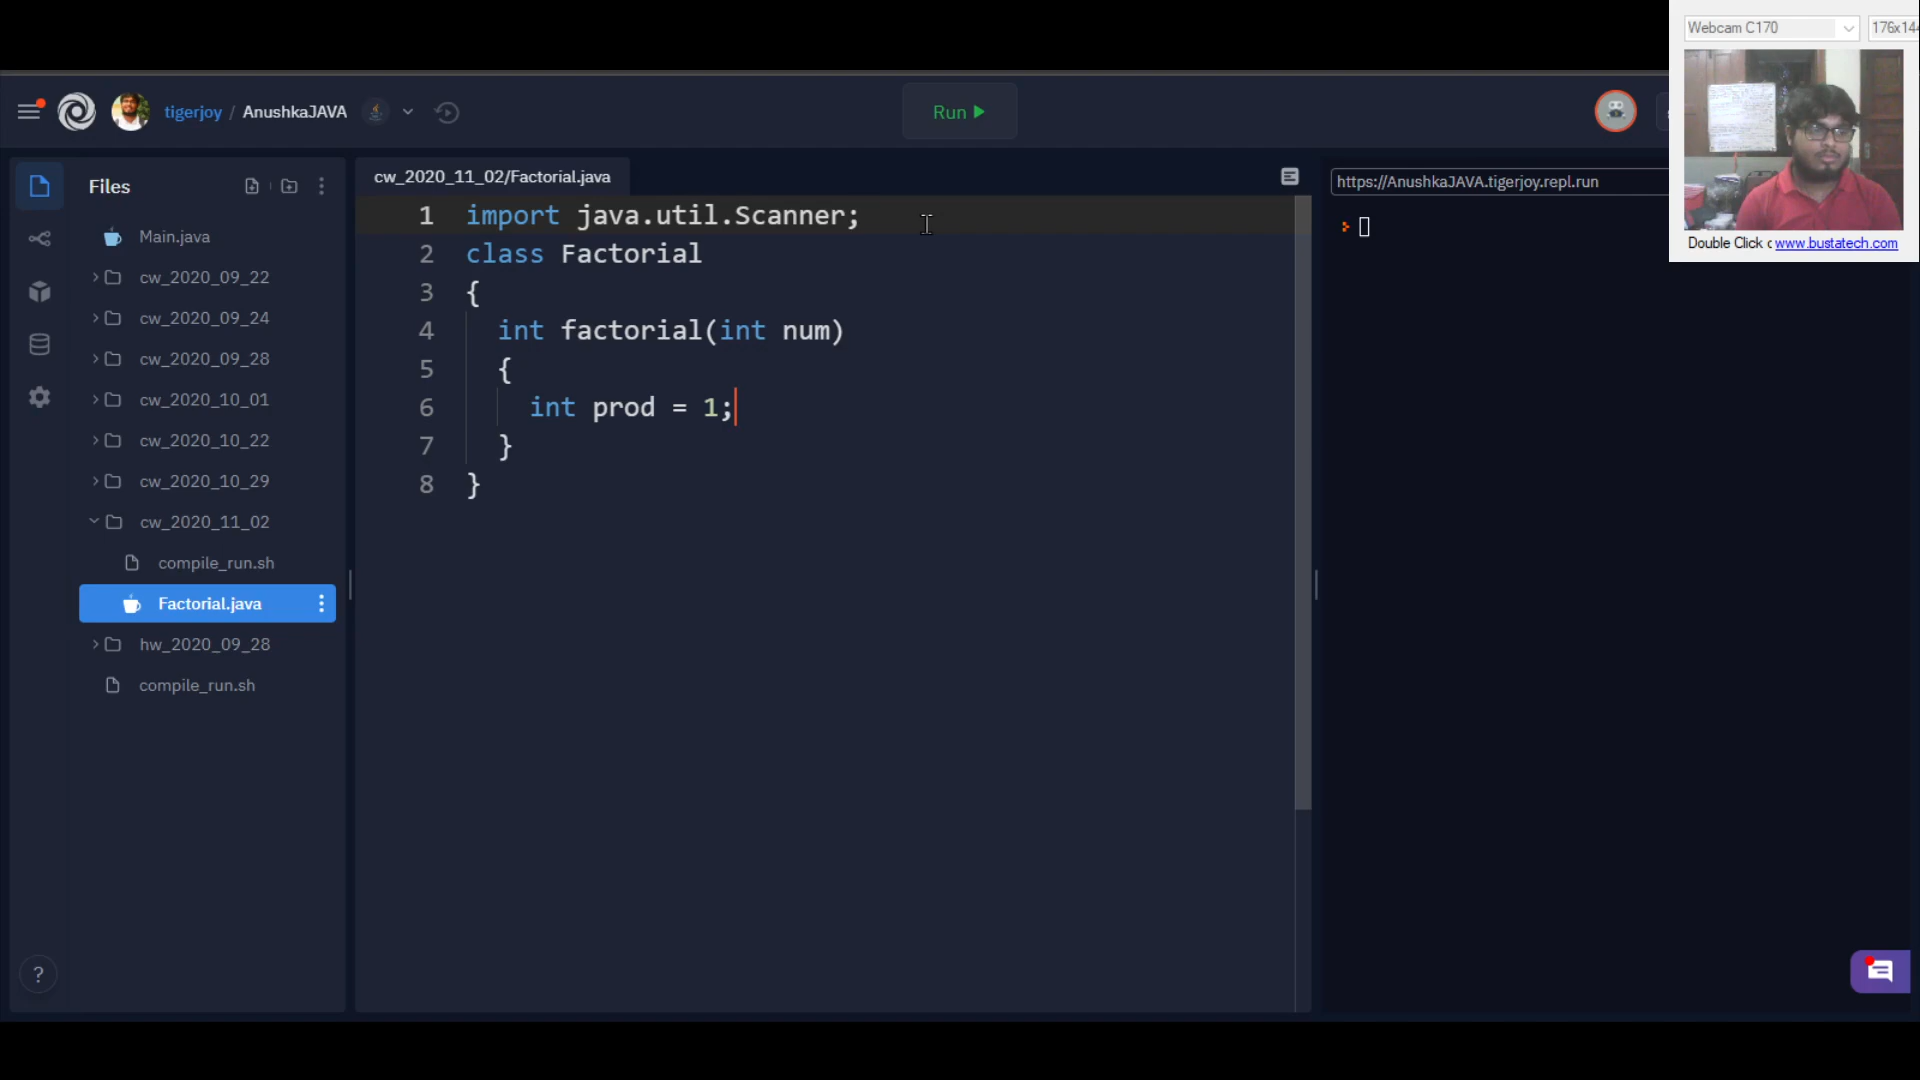 Webcam C170
176x144
Double Click
www.bustatech.com
tigerjoy / AnushkaJAVA
Run
Files
Main.java
cw_2020_09_22
cw_2020_09_24
cw_2020_09_28
cw_2020_10_01
cw_2020_10_22
cw_2020_10_29
cw_2020_11_02
compile_run.sh
Factorial.java
hw_2020_09_28
compile_run.sh
?
cw_2020_11_02/Factorial.java
1 import java.util.Scanner;
2 class Factorial
3 {
4 int factorial(int num)
5 {
6 int prod = 1;
7 }
8 }
https://AnushkaJAVA.tigerjoy.repl.run